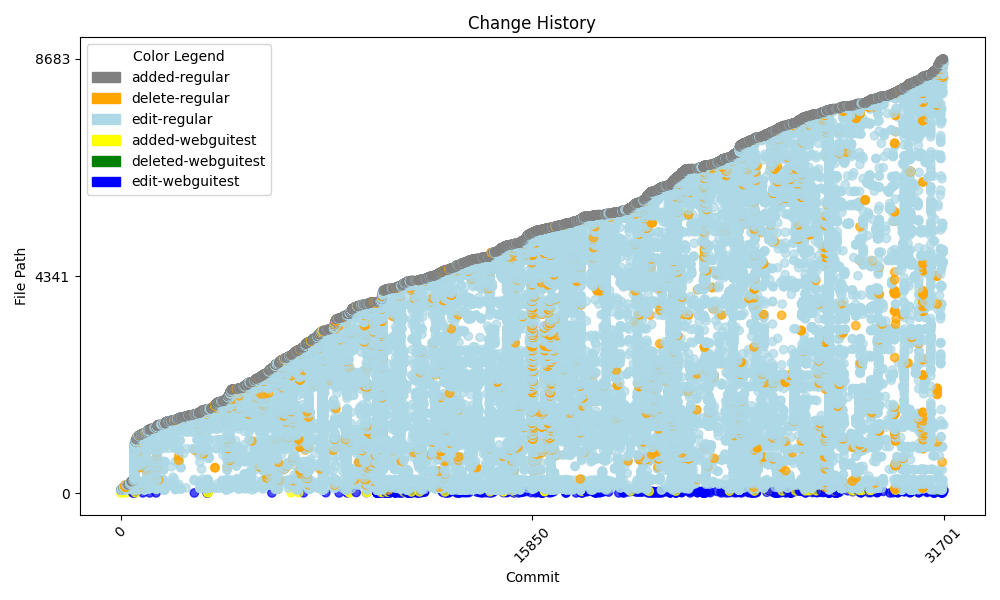 Change History
8683
Color Legend
added-regular
delete-regular
edit-regular
added-webguitest
deleted-webguitest
edit-webguitest
File Path
4341
0
0
15850
31701
Commit